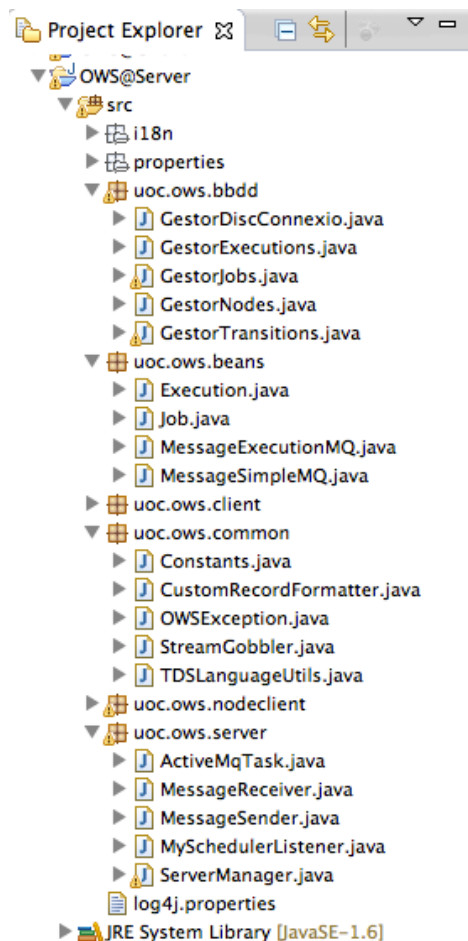 Project Explorer
OWS@Server
src
i18n
properties
uoc.ows.bbdd
GestorDiscConnexio.java
GestorExecutions.java
GestorJobs.java
GestorNodes.java
GestorTransitions.java
uoc.ows.beans
Execution.java
Job.java
MessageExecutionMQ.java
MessageSimpleMQ.java
uoc.ows.client
uoc.ows.common
Constants.java
CustomRecordFormatter.java
OWSException.java
StreamGobbler.java
TDSLanguageUtils.java
uoc.ows.nodeclient
uoc.ows.server
ActiveMqTask.java
MessageReceiver.java
MessageSender.java
MySchedulerListener.java
ServerManager.java
log4j.properties
JRE System Library [JavaSE-1.6]